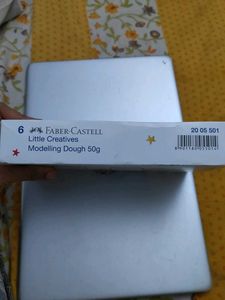 6 FABER-CASTELL
Little Creatives
Modelling Dough 50g
20 05 501